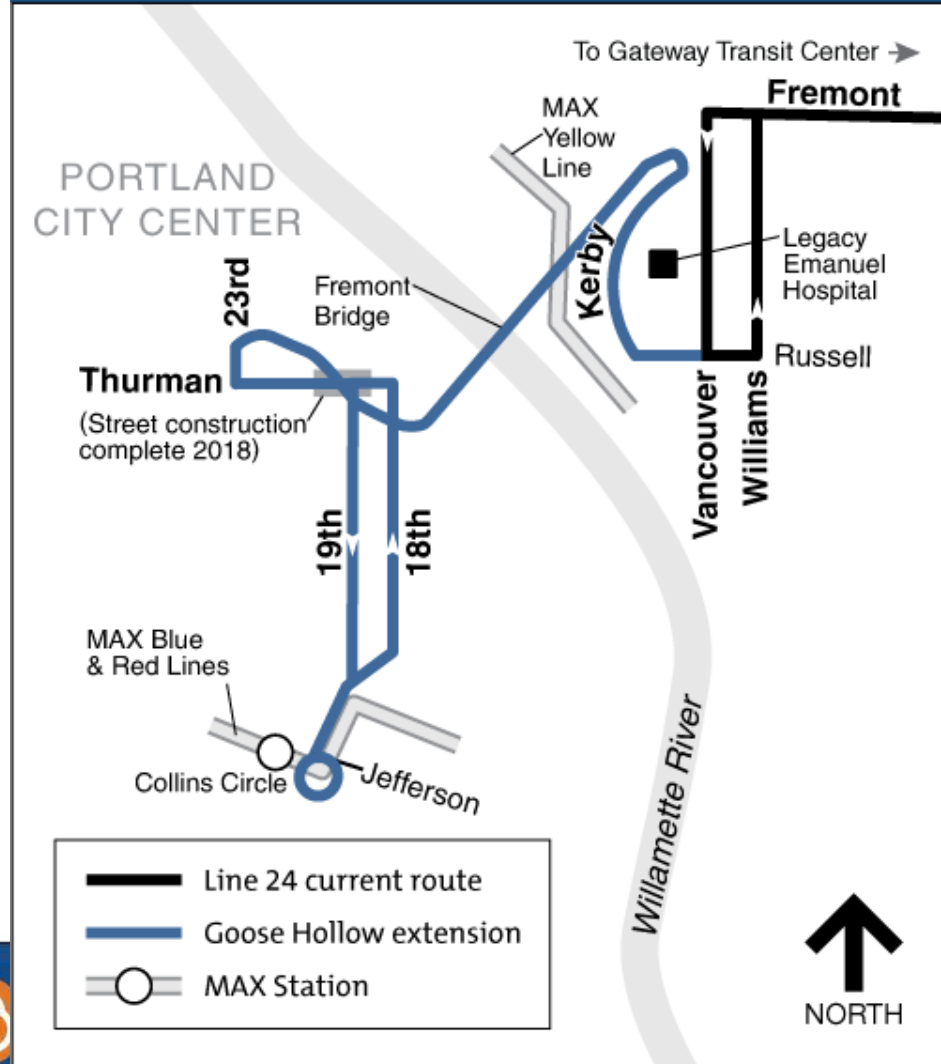 To Gateway Transit Center
Fremont
MAX
Yellow
Line
PORTLAND
CITY CENTER
Kerby
Legacy
Emanuel
Hospital
23rd
Fremont
Bridge
Russell
Thurman
(Street construction
complete 2018)
Vancouver
Williams
19th
18th
MAX Blue
& Red Lines
Collins Circle
Jefferson
Willamette River
Line 24 current route
Goose Hollow extension
MAX Station
NORTH